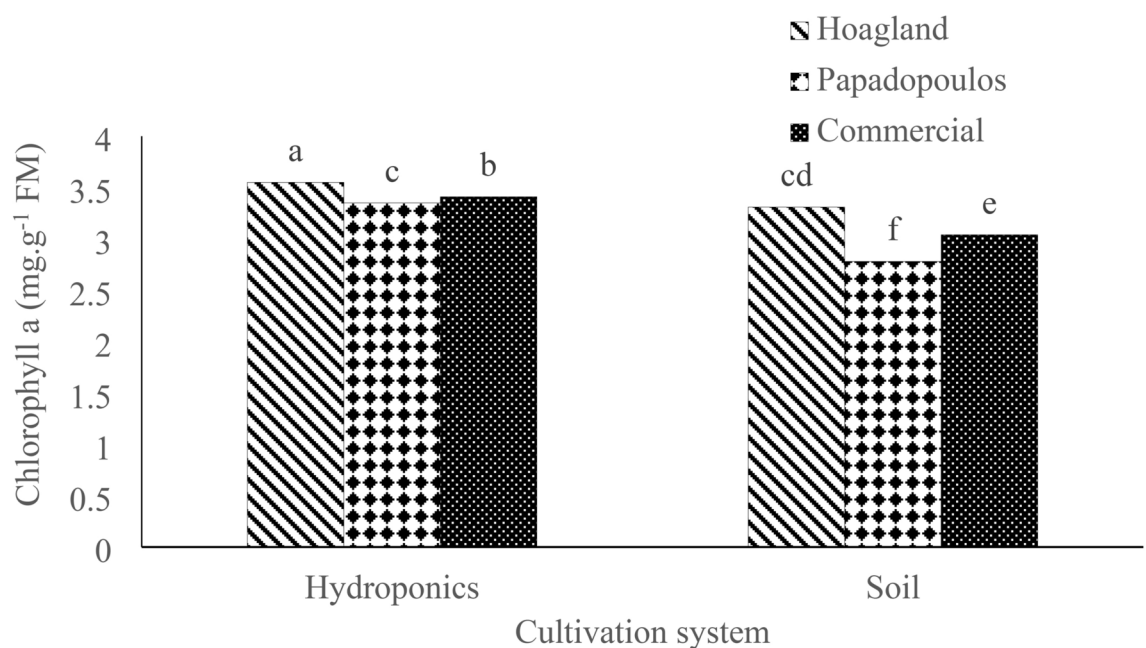 Hoagland
Papadopoulos
Commercial
Chlorophyll a (mg.g-1 FM)
4
3.5
3
2.5
2
1.5
1
0.5
0
a
c
b
cd
f
e
Hydroponics
Soil
Cultivation system